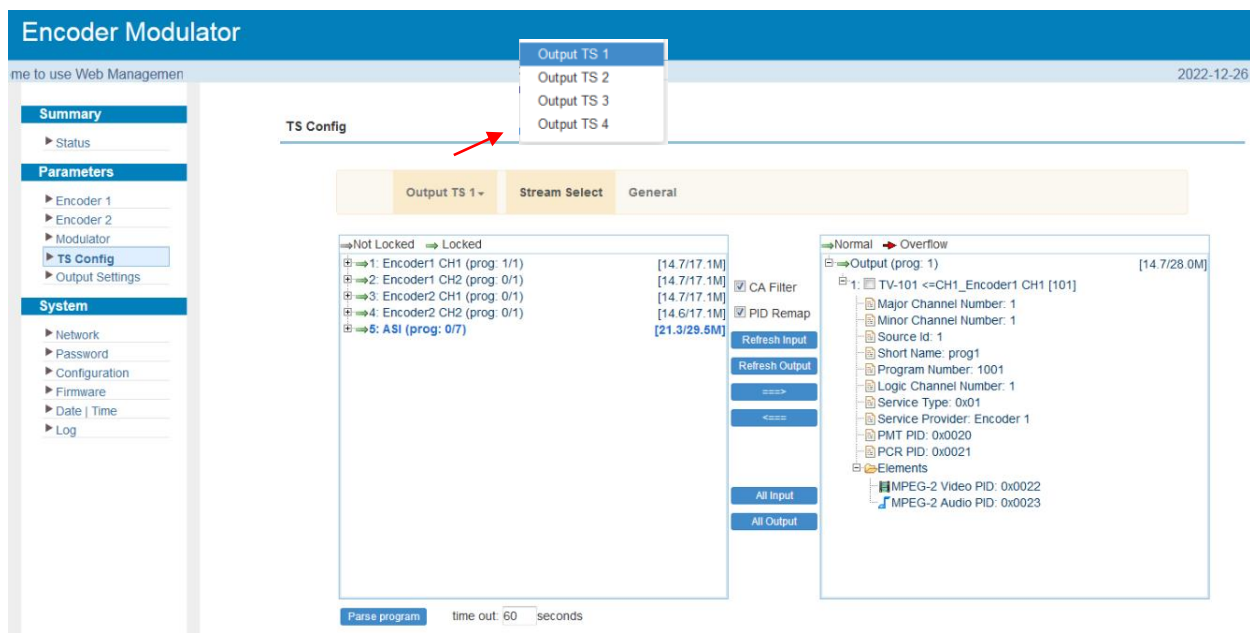 Encoder Modulator
Output TS 1
Output TS 2
Output TS 3
Output TS 4
me to use Web Managemen
2022-12-26
Summary
Status
Parameters
Encoder 1
Encoder 2
Modulator
TS Config
Output Settings
System
Network
Password
Configuration
Firmware
Date | Time
Log
TS Config
Output TS 1
Stream Select
General
Not Locked Locked
1: Encoder1 CH1 (prog: 1/1) [14.7/17.1M]
2: Encoder1 CH2 (prog: 0/1) [14.7/17.1M]
3: Encoder2 CH1 (prog: 0/1) [14.7/17.1M]
4: Encoder2 CH2 (prog: 0/1) [14.6/17.1M]
5: ASI (prog: 0/7) [21.3/29.5M]
CA Filter
PID Remap
Refresh Input
Refresh Output
===>
<===
All Input
All Output
Normal Overflow
Output (prog: 1) [14.7/28.0M]
1: TV-101 <=CH1_Encoder1 CH1 [101]
Major Channel Number: 1
Minor Channel Number: 1
Source Id: 1
Short Name: prog1
Program Number: 1001
Logic Channel Number: 1
Service Type: 0x01
Service Provider: Encoder 1
PMT PID: 0x0020
PCR PID: 0x0021
Elements
MPEG-2 Video PID: 0x0022
MPEG-2 Audio PID: 0x0023
Parse program time out: 60 seconds